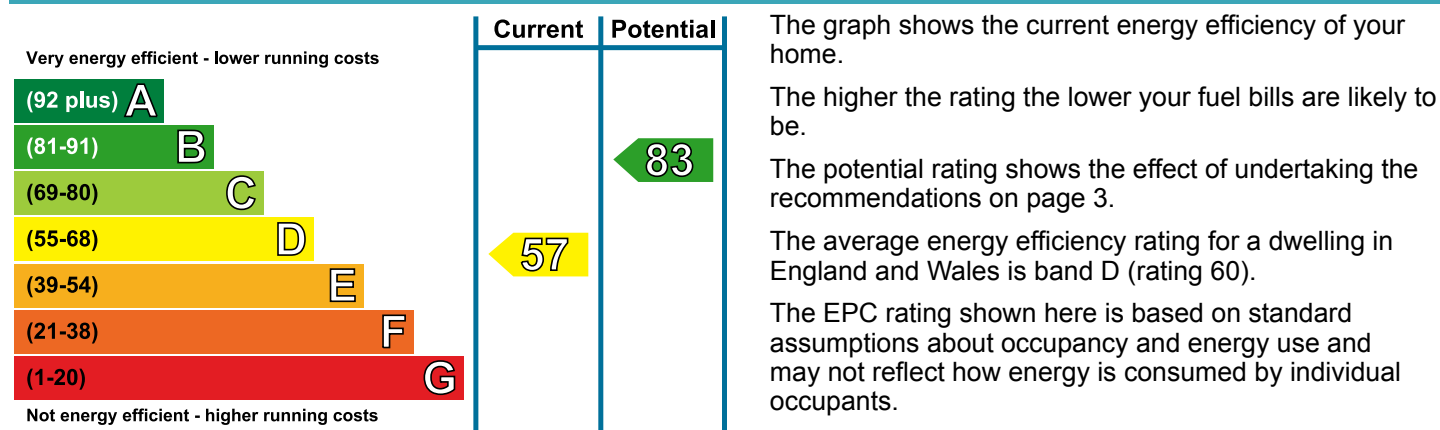 Current Potential
Very energy efficient - lower running costs
(92 plus) A
(81-91) B
83
(69-80) C
(55-68) D
57
(39-54) E
(21-38) F
(1-20) G
Not energy efficient - higher running costs
The graph shows the current energy efficiency of your
home.
The higher the rating the lower your fuel bills are likely to
be.
The potential rating shows the effect of undertaking the
recommendations on page 3.
The average energy efficiency rating for a dwelling in
England and Wales is band D (rating 60).
The EPC rating shown here is based on standard
assumptions about occupancy and energy use and
may not reflect how energy is consumed by individual
occupants.